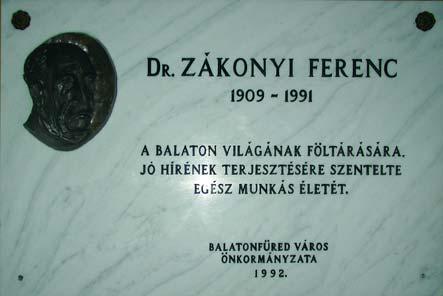 DR. ZÁKONYI FERENC
1909 - 1991
A BALATON VILÁGÁNAK FÖLTÁRÁSÁRA,
JÓ HÍRÉNEK TERJESZTÉSÉRE SZENTELTE
EGÉSZ MUNKÁS ÉLETÉT.
BALATONFÜRED VÁROS
ÖNKORMÁNYZATA
1992.